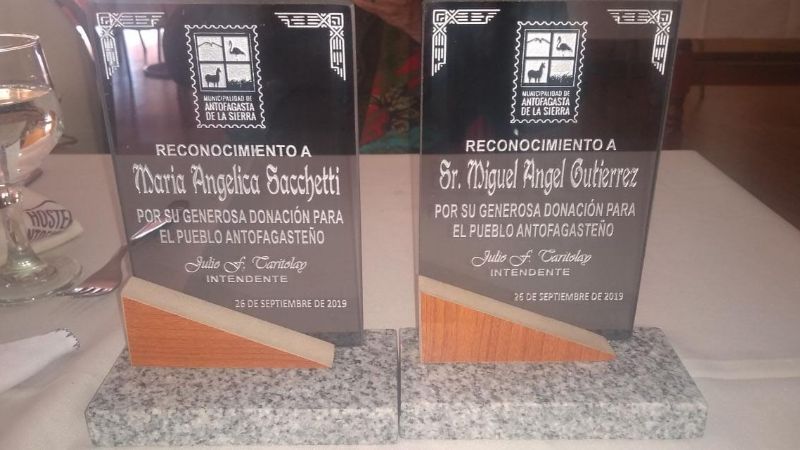 MUNICIPALIDAD DE
ANTOFAGASTA
DE LA SIERRA
RECONOCIMIENTO A
María Angelica Sacchetti
POR SU GENEROSA DONACIÓN PARA
EL PUEBLO ANTOFAGASTEÑO
Julio F. Taritolay
INTENDENTE
26 DE SEPTIEMBRE DE 2019
MUNICIPALIDAD DE
ANTOFAGASTA
DE LA SIERRA
RECONOCIMIENTO A
Sr. Miguel Angel Gutierrez
POR SU GENEROSA DONACIÓN PARA
EL PUEBLO ANTOFAGASTEÑO
Julio F. Taritolay
INTENDENTE
26 DE SEPTIEMBRE DE 2019